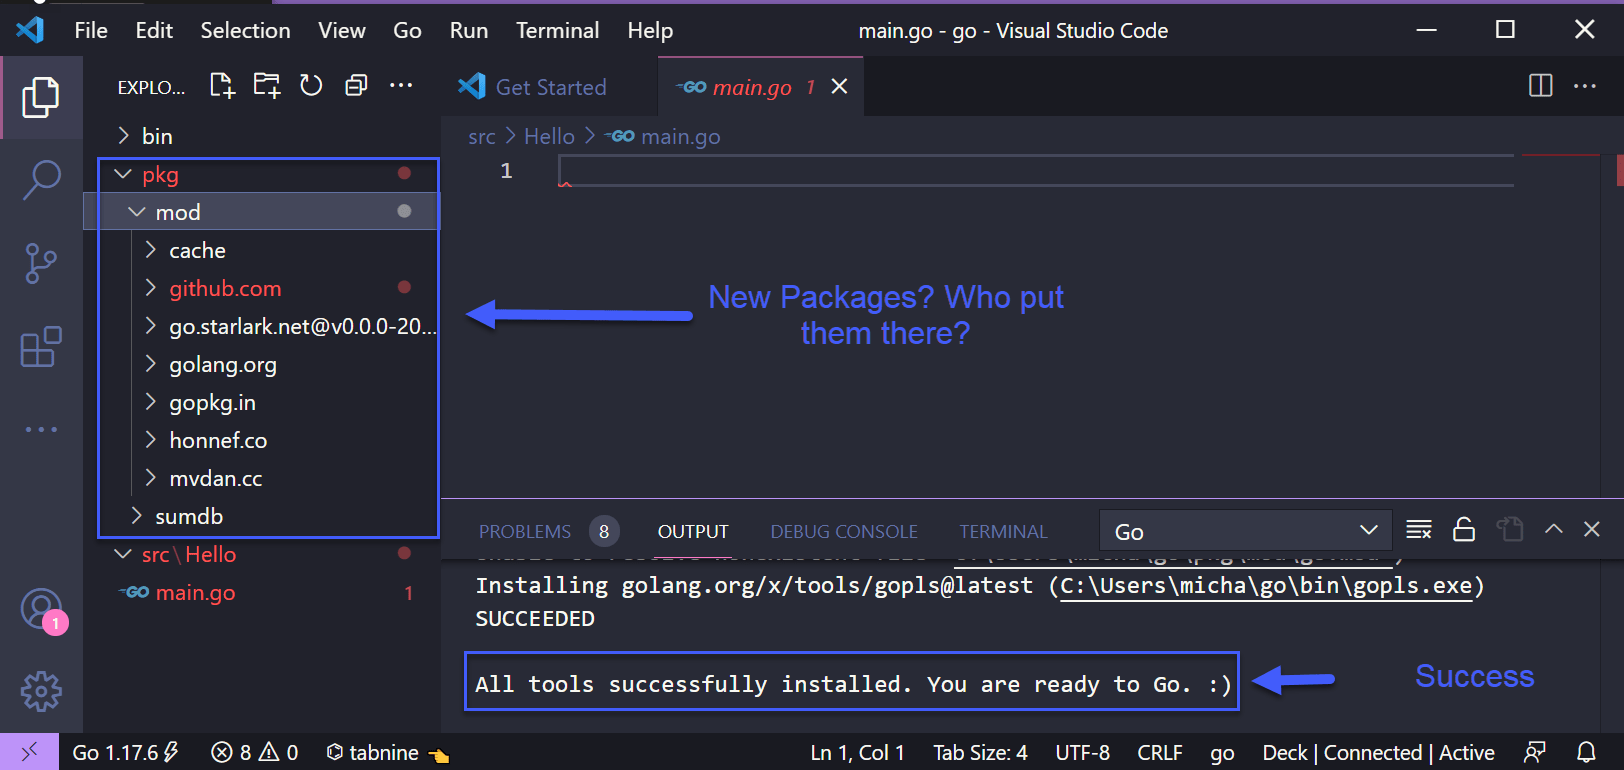 File Edit Selection View Go Run Terminal Help
main.go - go - Visual Studio Code
EXPLO...
Get Started
GO main.go 1
bin
pkg
mod
cache
github.com
go.starlark.net@v0.0.0-20...
golang.org
gopkg.in
honnef.co
mvdan.cc
sumdb
src\Hello
GO main.go 1
src > Hello > GO main.go
1
New Packages? Who put
them there?
PROBLEMS 8 OUTPUT DEBUG CONSOLE TERMINAL Go
Installing golang.org/x/tools/gopls@latest (C:\Users\micha\go\bin\gopls.exe)
SUCCEEDED
All tools successfully installed. You are ready to Go. :)
Success
1
Go 1.17.6 8 0 tabnine
Ln 1, Col 1 Tab Size: 4 UTF-8 CRLF go Deck | Connected | Active